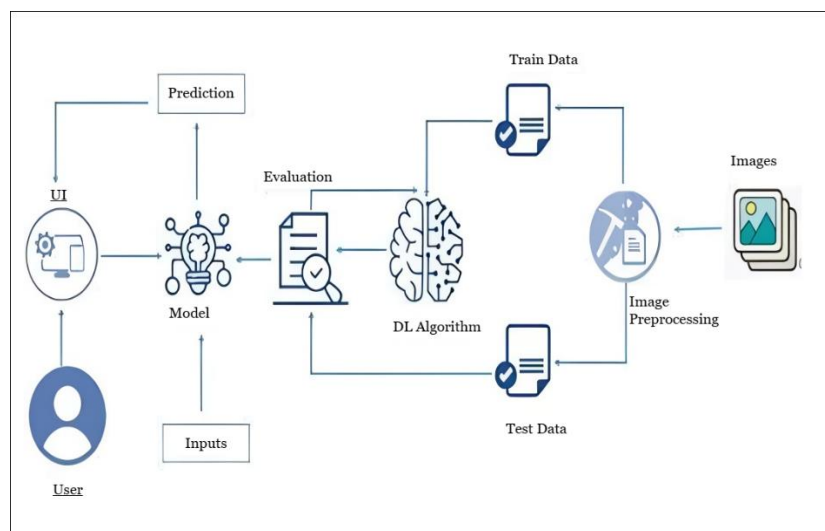 Train Data
Prediction
Images
Evaluation
UI
Model
DL Algorithm
Image
Preprocessing
Inputs
Test Data
User